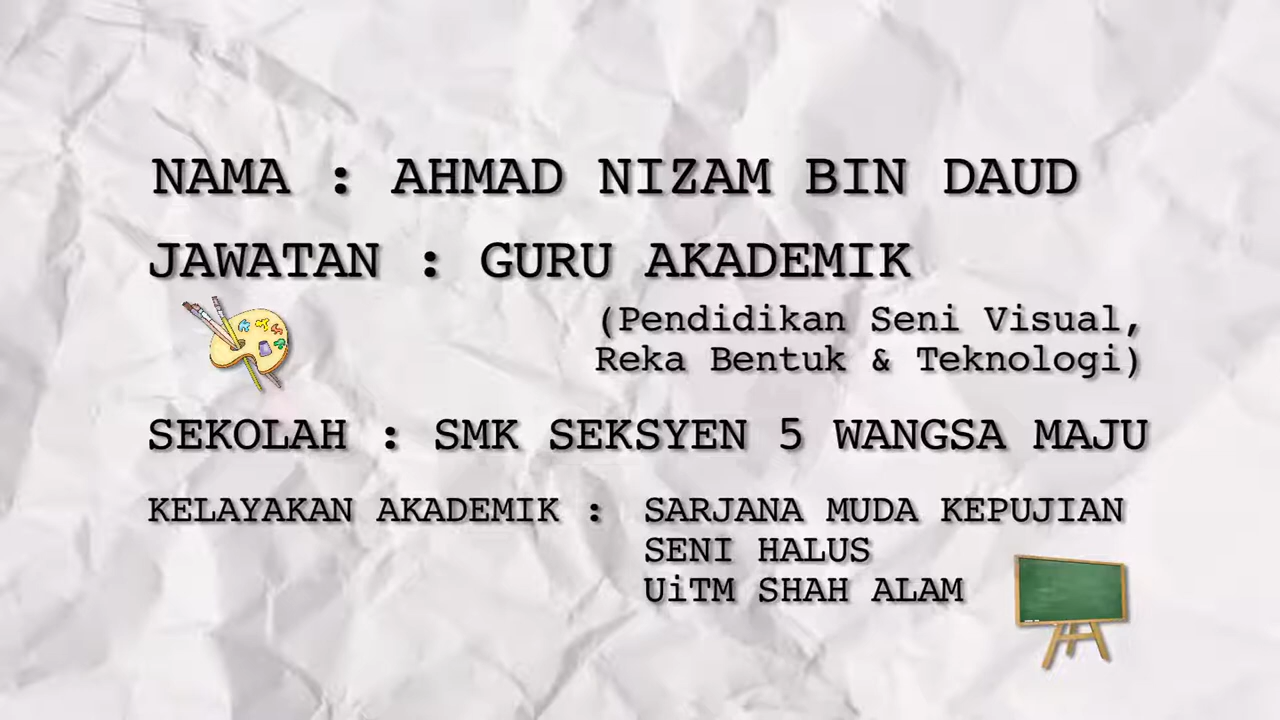 NAMA : AHMAD NIZAM BIN DAUD
JAWATAN : GURU AKADEMIK
(Pendidikan Seni Visual,
Reka Bentuk & Teknologi)
SEKOLAH : SMK SEKSYEN 5 WANGSA MAJU
KELAYAKAN AKADEMIK : SARJANA MUDA KEPUJIAN
SENI HALUS
UiTM SHAH ALAM